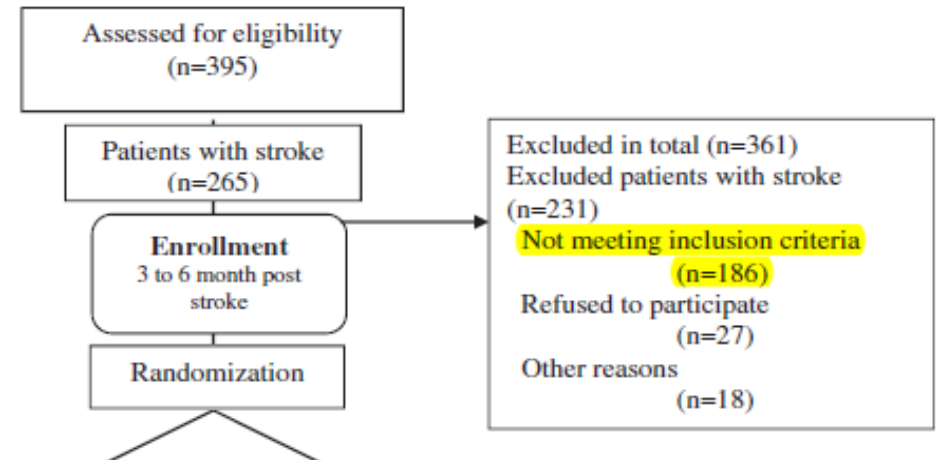 Assessed for eligibility
(n=395)
Patients with stroke
(n=265)
Enrollment
3 to 6 month post
stroke
Randomization
Excluded in total (n=361)
Excluded patients with stroke
(n=231)
Not meeting inclusion criteria
(n=186)
Refused to participate
(n=27)
Other reasons
(n=18)